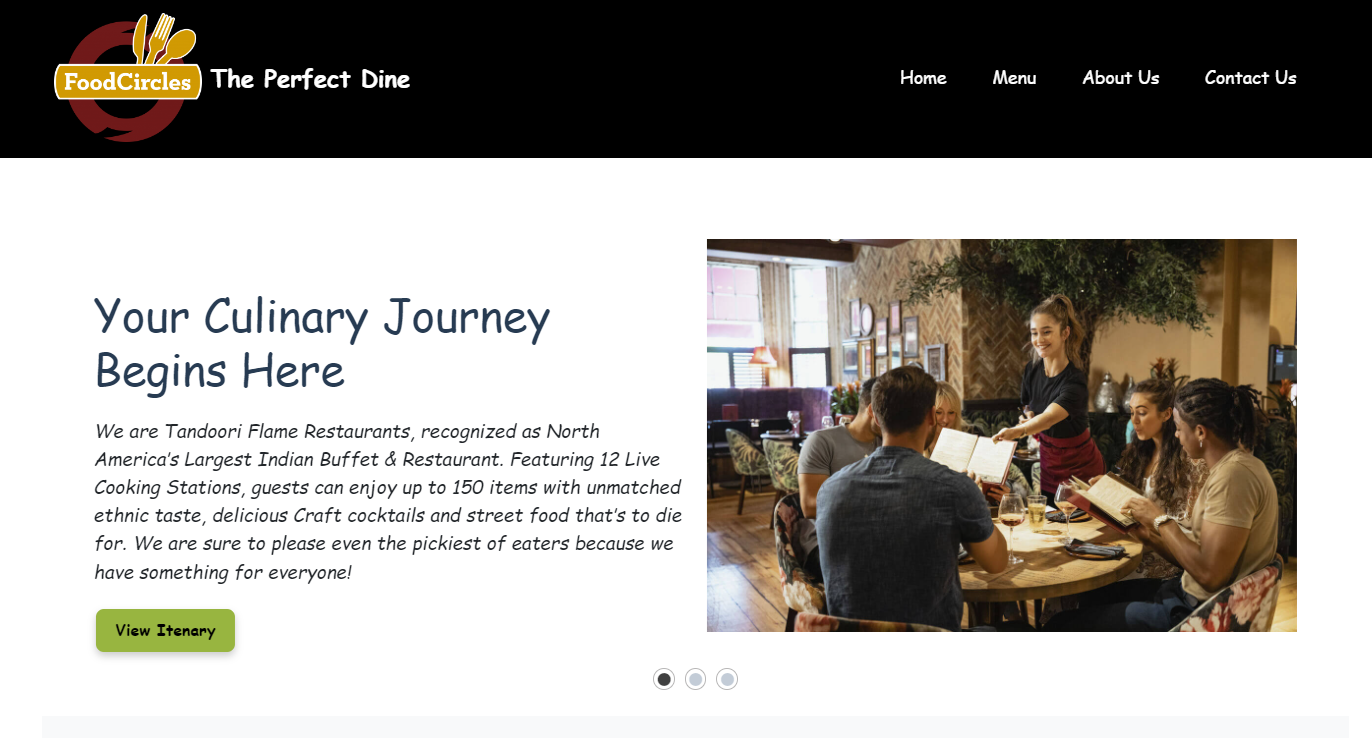 FoodCircles
The Perfect Dine
Home
Menu
About Us
Contact Us
Your Culinary Journey
Begins Here
We are Tandoori Flame Restaurants, recognized as North
America's Largest Indian Buffet & Restaurant. Featuring 12 Live
Cooking Stations, guests can enjoy up to 150 items with unmatched
ethnic taste, delicious Craft cocktails and street food that's to die
for. We are sure to please even the pickiest of eaters because we
have something for everyone!
View Itenary